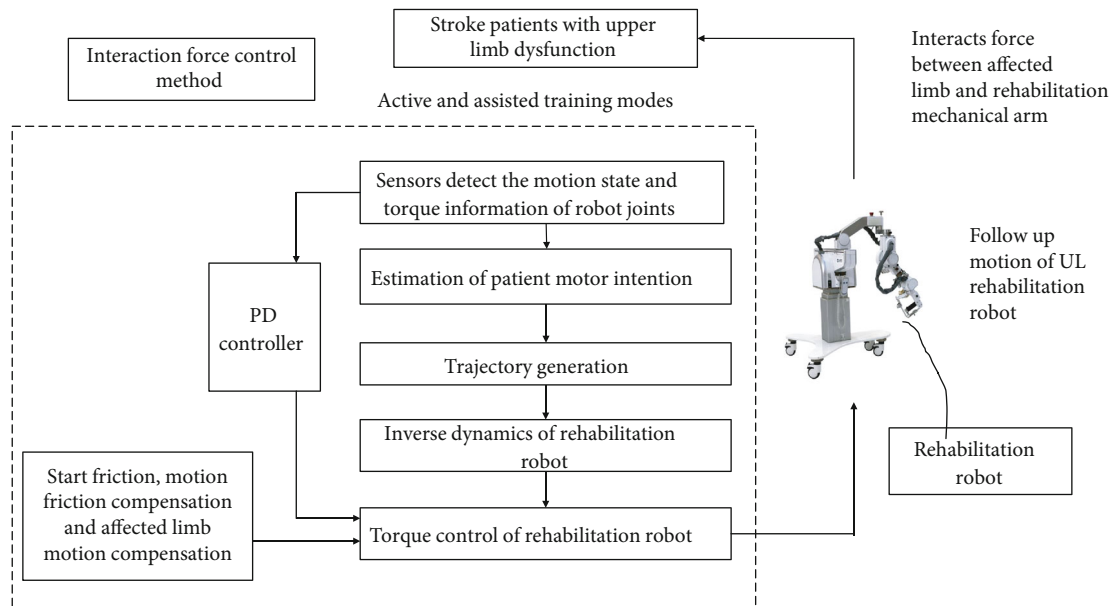 Stroke patients with upper
limb dysfunction
Interaction force control
method
Interacts force
between affected
limb and rehabilitation
mechanical arm
Active and assisted training modes
Sensors detect the motion state and
torque information of robot joints
Estimation of patient motor intention
PD
controller
Follow up
motion of UL
rehabilitation
robot
Trajectory generation
Inverse dynamics of rehabilitation
robot
Rehabilitation
robot
Start friction, motion
friction compensation
and affected limb
motion compensation
Torque control of rehabilitation robot